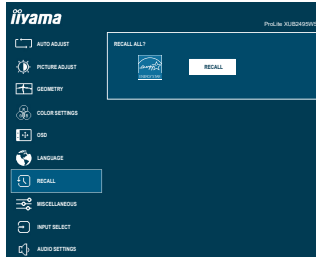 iiyama
ProLite XUB2495WS
AUTO ADJUST
RECALL ALL?
PICTURE ADJUST
RECALL
GEOMETRY
COLOR SETTINGS
OSD
LANGUAGE
RECALL
MISCELLANEOUS
INPUT SELECT
AUDIO SETTINGS